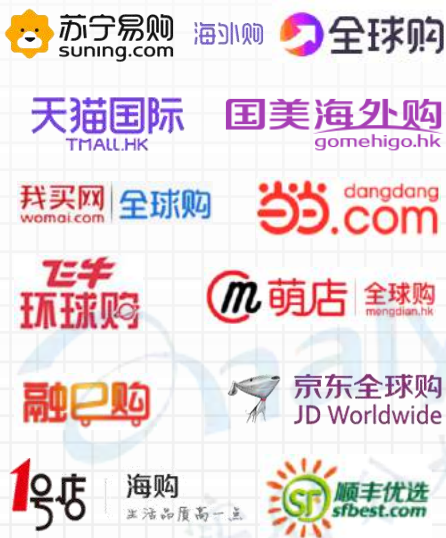 苏宁易购
suning.com
海外购
全球购
天猫国际
TMALL.HK
国美海外购
gomehigo.hk
我买网
womai.com
全球购
当当
dangdang
.com
飞牛
环球购
m
萌店
全球购
mengdian.hk
融e购
京东全球购
JD Worldwide
1号店
海购
生活品质高一点
SF
顺丰优选
sfbest.com